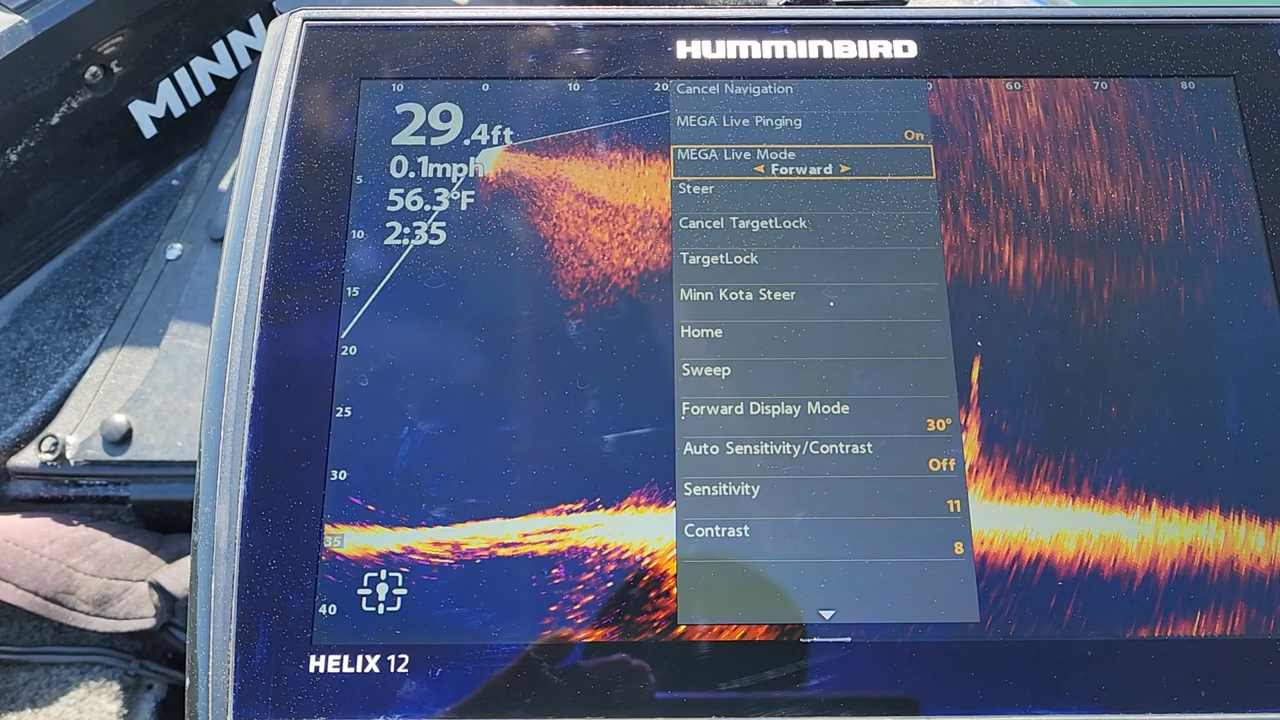 MINN
HUMMINBIRD
10 0 10 20 60 70 80
29.4ft
0.1mph
56.3°F
2:35
5
10
15
20
25
30
35
40
Cancel Navigation
MEGA Live Pinging
On
MEGA Live Mode
Forward
Steer
Cancel TargetLock
TargetLock
Minn Kota Steer
Home
Sweep
Forward Display Mode
30°
Auto Sensitivity/Contrast
Off
Sensitivity
11
Contrast
8
HELIX 12